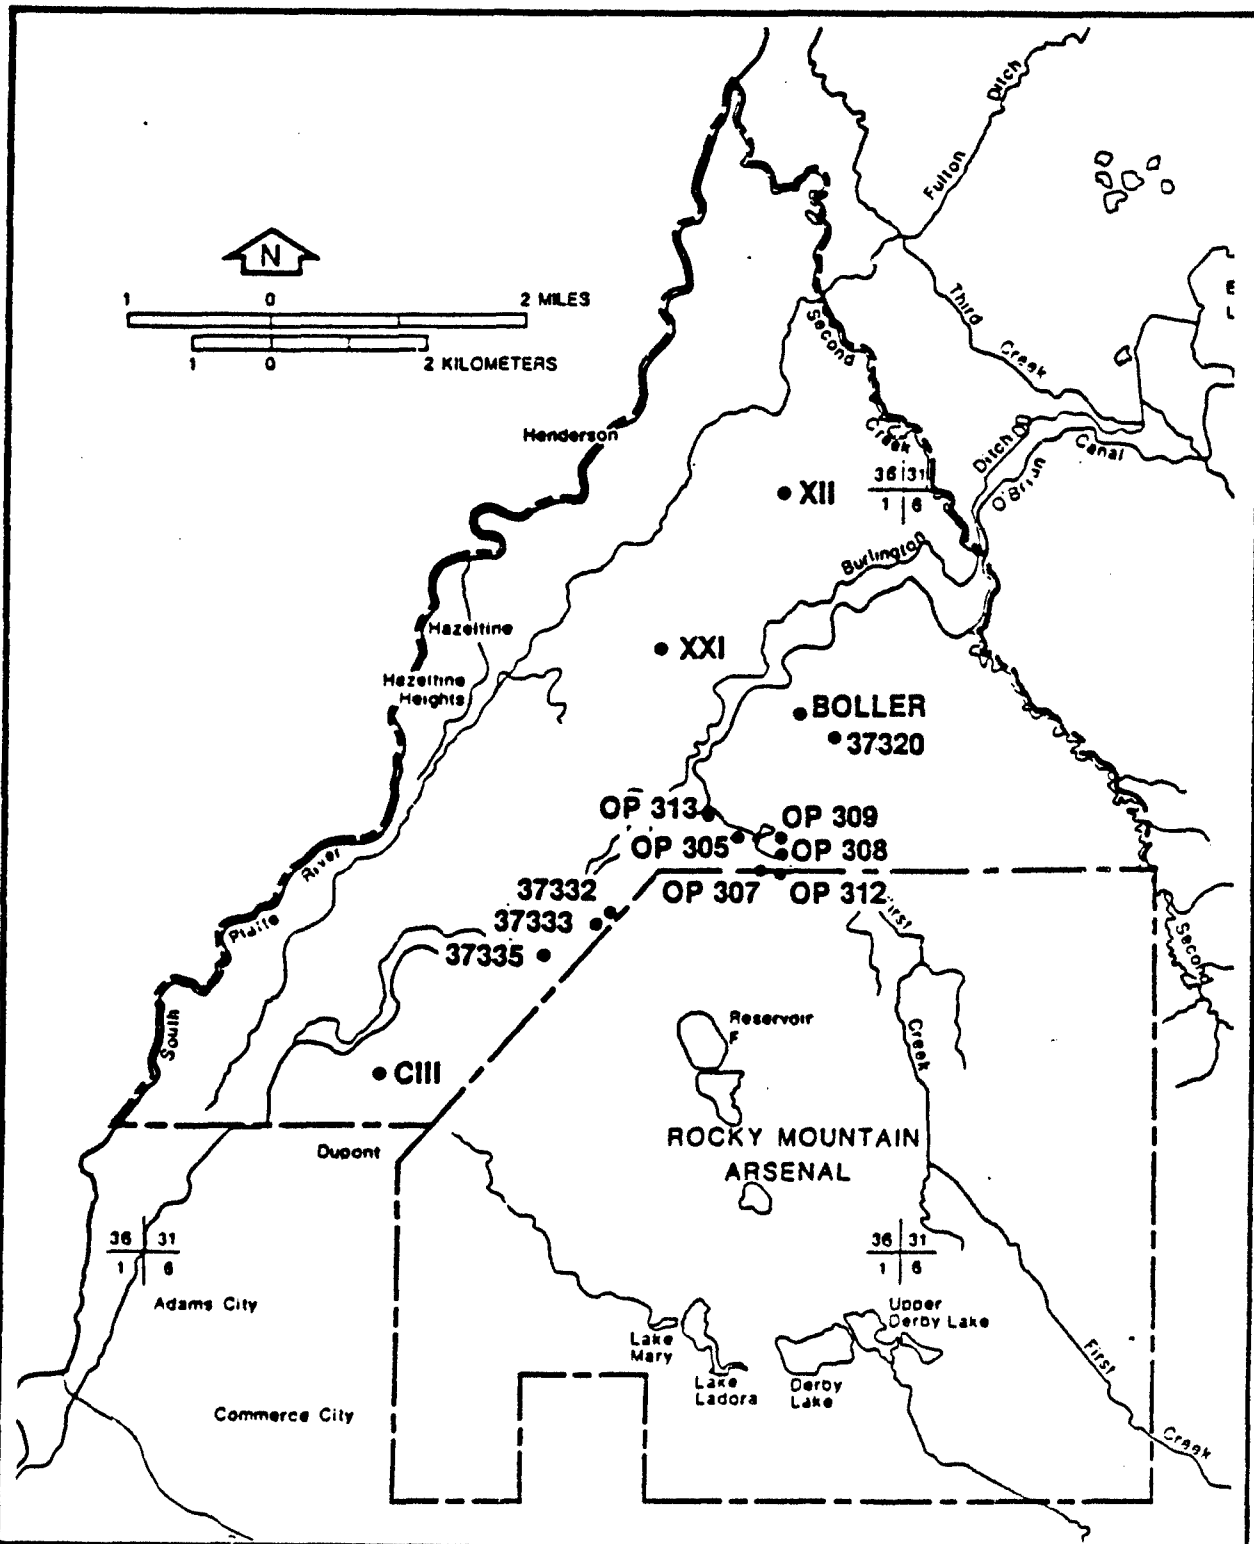 Ditch
Fulton
N
1 0 2 MILES
1 0 2 KILOMETERS
Third
Creek
Second
Creek
Henderson
Ditch
Canal
O'Brian
36 31
1 6
XII
Burlington
Hazeltine
XXI
Hazeltine
Heights
BOLLER
37320
OP 313
OP 309
OP 305
OP 308
OP 307
OP 312
River
Platte
South
37332
37333
37335
First
Creek
Second
Reservoir
F
CIII
ROCKY MOUNTAIN
ARSENAL
Dupont
36 31
1 6
36 31
1 6
Adams City
Upper
Derby Lake
Lake
Mary
Lake
Ladora
Derby
Lake
First
Creek
Commerce City